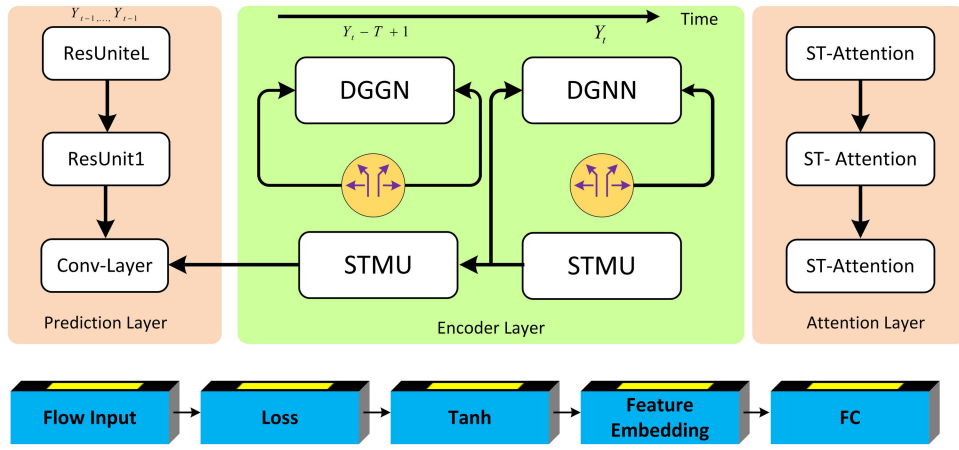 Y_{t-1},..., Y_{t-1}
ResUniteL
ResUnit1
Conv-Layer
Prediction Layer
Time
Y_t - T + 1
Y_t
DGGN
DGNN
STMU
STMU
Encoder Layer
ST-Attention
ST- Attention
ST-Attention
Attention Layer
Flow Input
Loss
Tanh
Feature
Embedding
FC